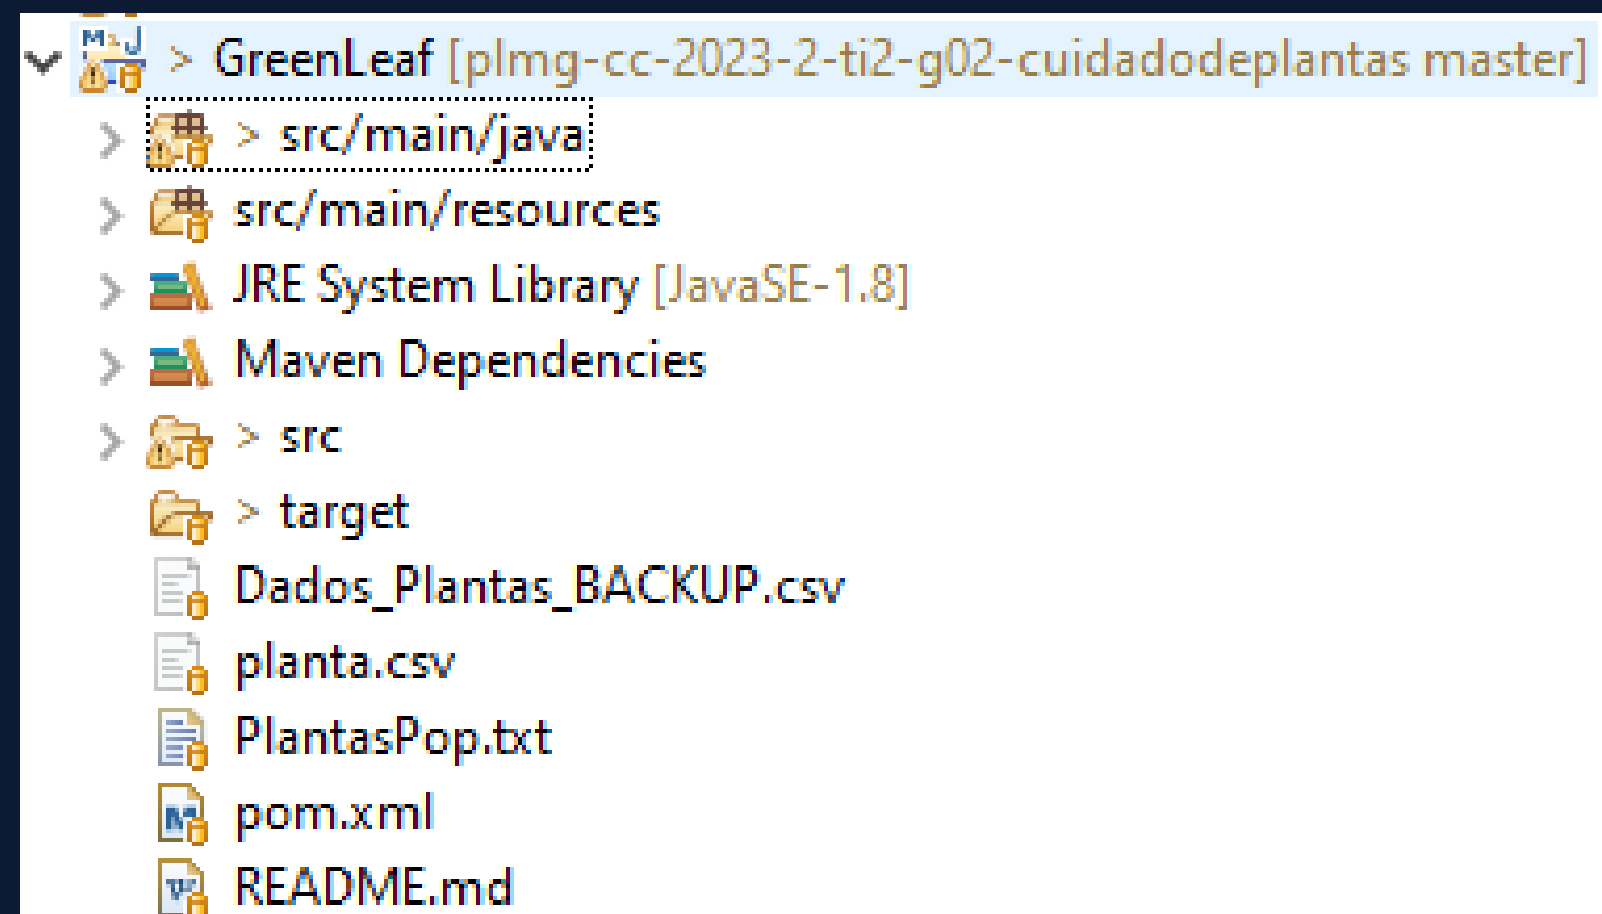 > GreenLeaf [plmg-cc-2023-2-ti2-g02-cuidadodeplantas master]
> src/main/java
src/main/resources
JRE System Library [JavaSE-1.8]
Maven Dependencies
> src
> target
Dados_Plantas_BACKUP.csv
planta.csv
PlantasPop.txt
pom.xml
README.md